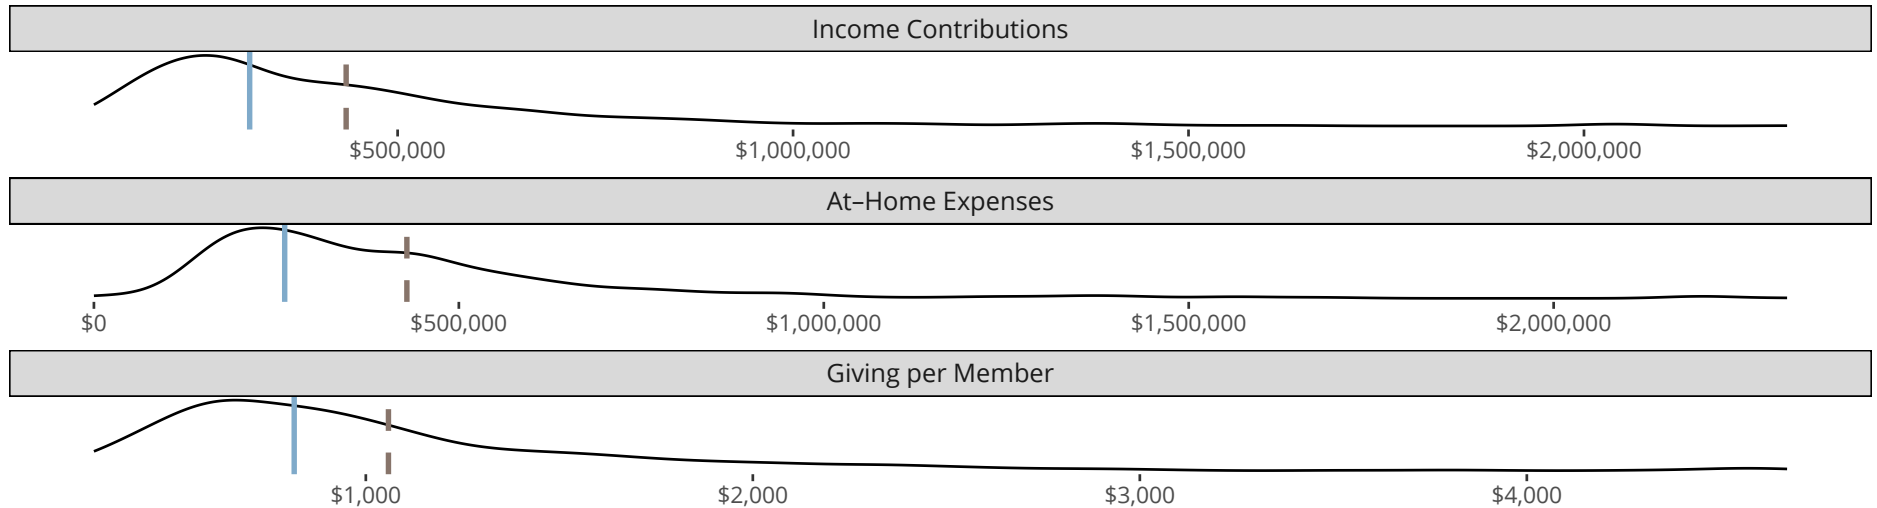 Income Contributions
$500,000 $1,000,000 $1,500,000 $2,000,000
At–Home Expenses
$0 $500,000 $1,000,000 $1,500,000 $2,000,000
Giving per Member
$1,000 $2,000 $3,000 $4,000